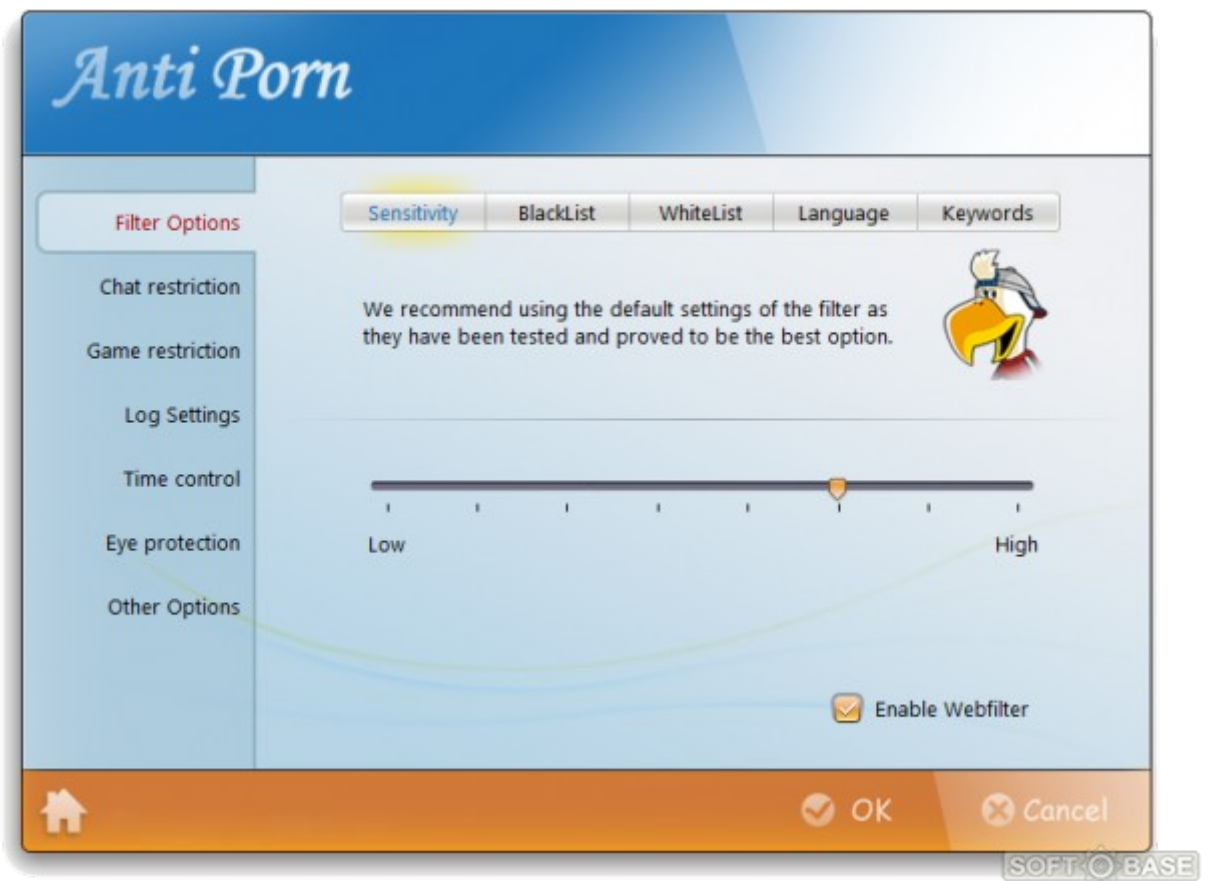 Anti Porn
Filter Options
Chat restriction
Game restriction
Log Settings
Time control
Eye protection
Other Options
Sensitivity BlackList WhiteList Language Keywords
We recommend using the default settings of the filter as
they have been tested and proved to be the best option.
Low High
Enable Webfilter
OK Cancel
SOFT BASE